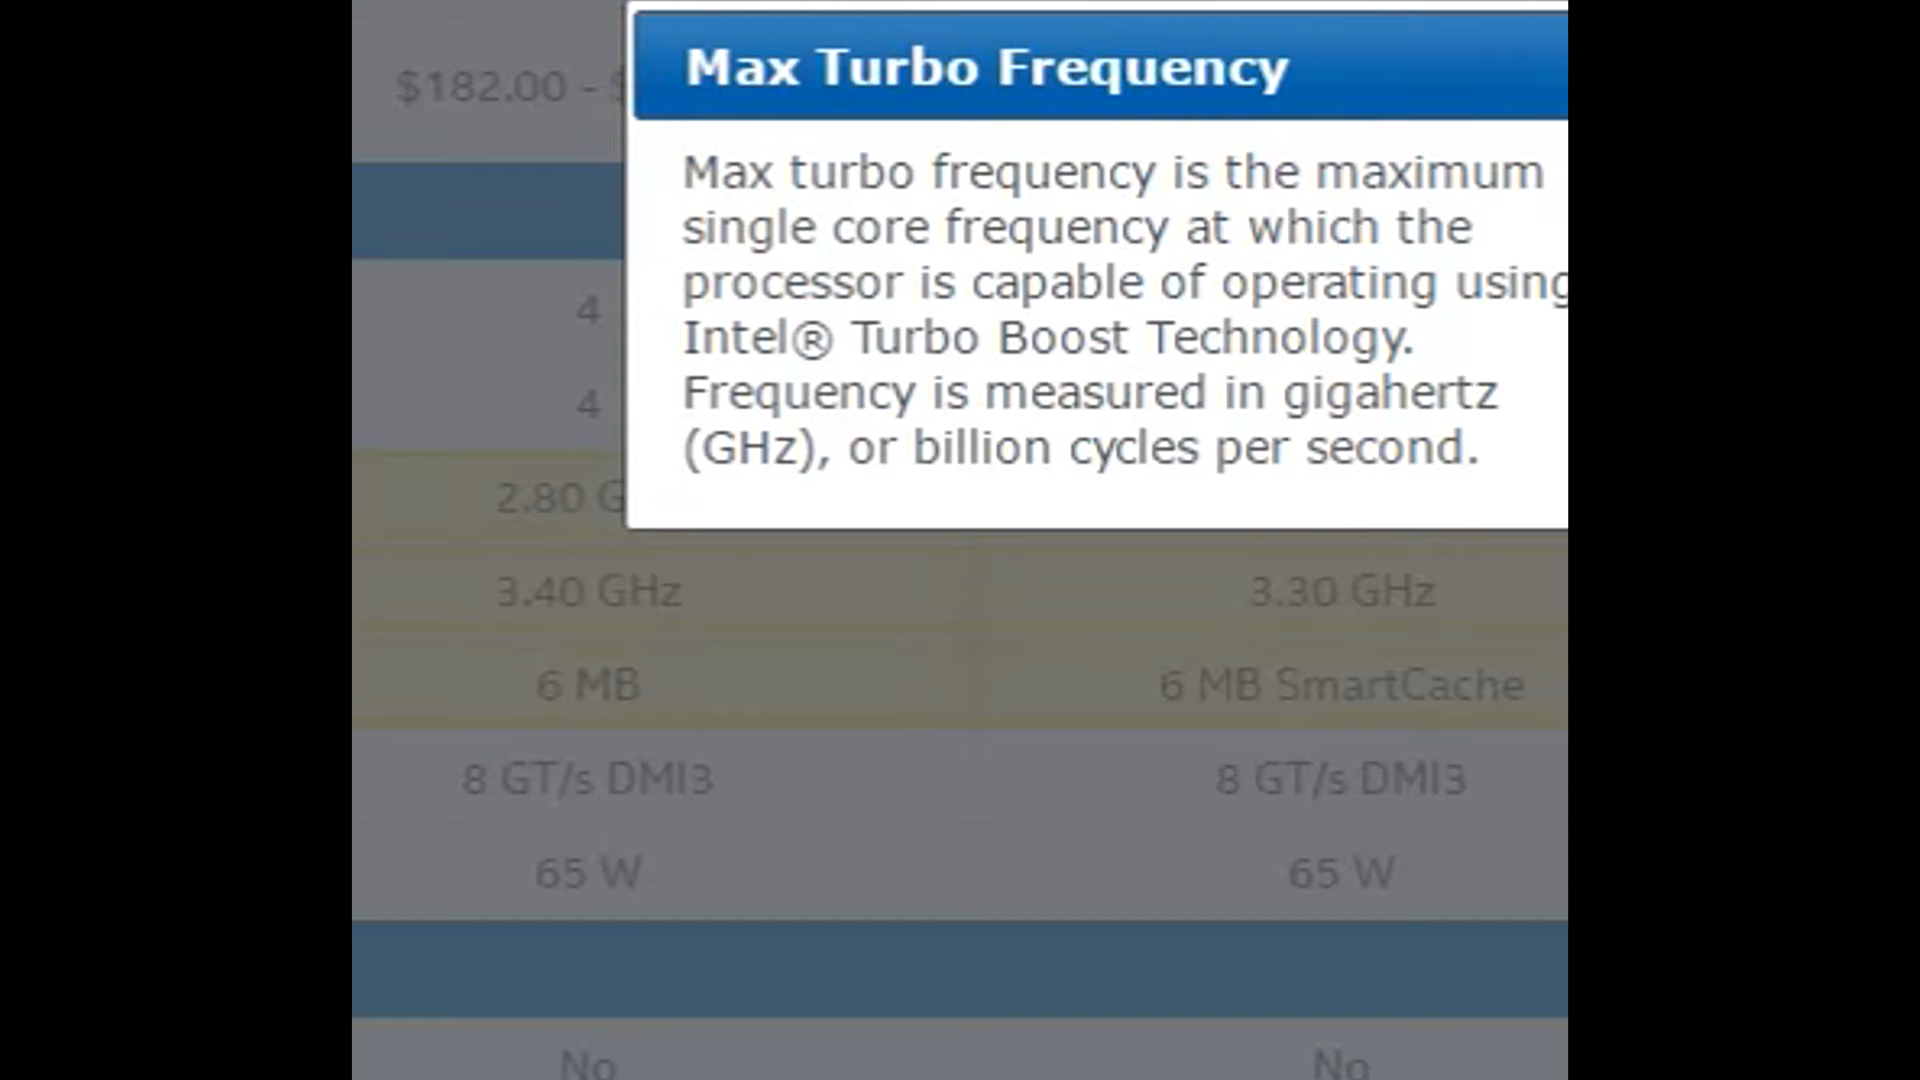 $182.00 -
Max Turbo Frequency
Max turbo frequency is the maximum
single core frequency at which the
processor is capable of operating using
Intel® Turbo Boost Technology.
Frequency is measured in gigahertz
(GHz), or billion cycles per second.
4
4
2.80 G
3.40 GHz 3.30 GHz
6 MB 6 MB SmartCache
8 GT/s DMI3 8 GT/s DMI3
65 W 65 W
No No